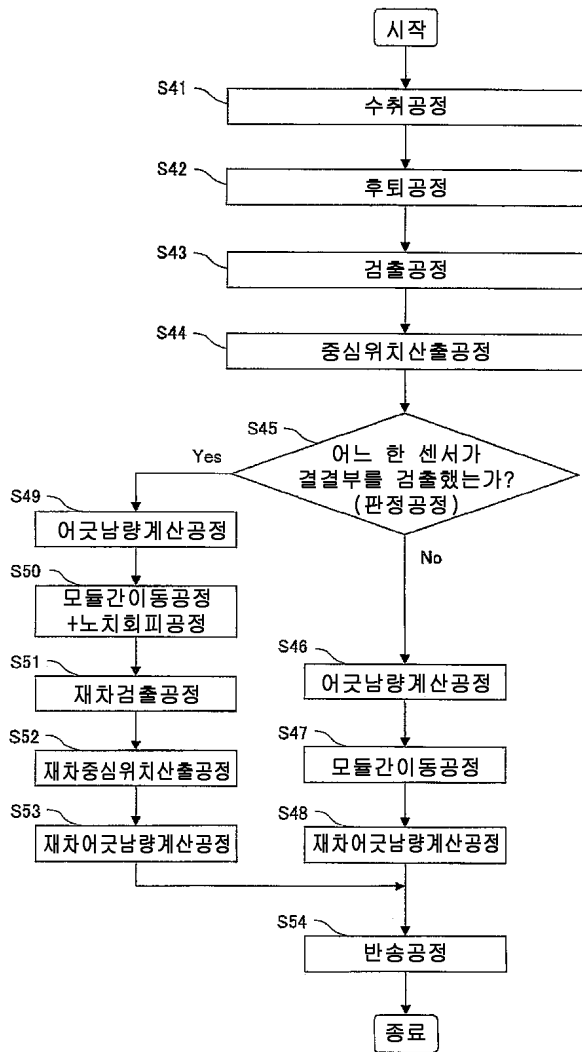 시작
S41
수취공정
S42
후퇴공정
S43
검출공정
S44
중심위치산출공정
S45
어느 한 센서가
결결부를 검출했는가?
(판정공정)
Yes
No
S49
어긋남량계산공정
S50
모듈간이동공정
+노치회피공정
S51
재차검출공정
S52
재차중심위치산출공정
S53
재차어긋남량계산공정
S46
어긋남량계산공정
S47
모듈간이동공정
S48
재차어긋남량계산공정
S54
반송공정
종료